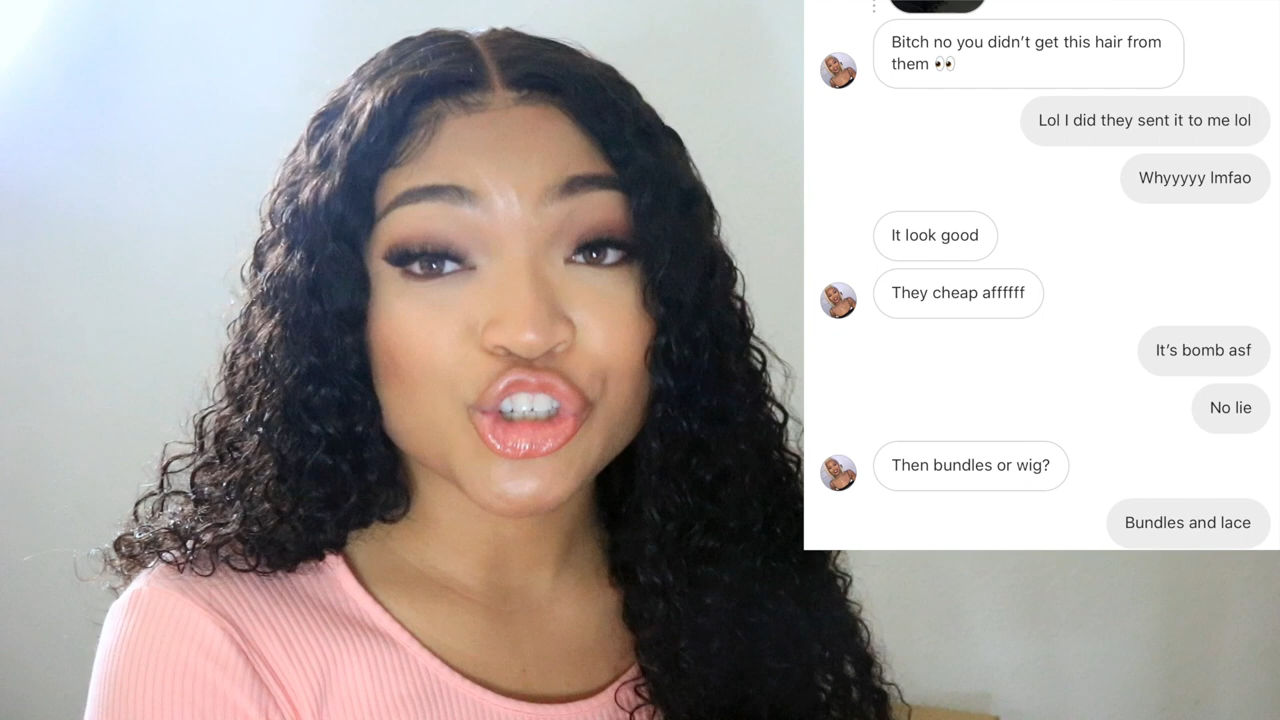 Bitch no you didn’t get this hair from
them 👀
Lol I did they sent it to me lol
Whyyyyy lmfao
It look good
They cheap affffff
It’s bomb asf
No lie
Then bundles or wig?
Bundles and lace